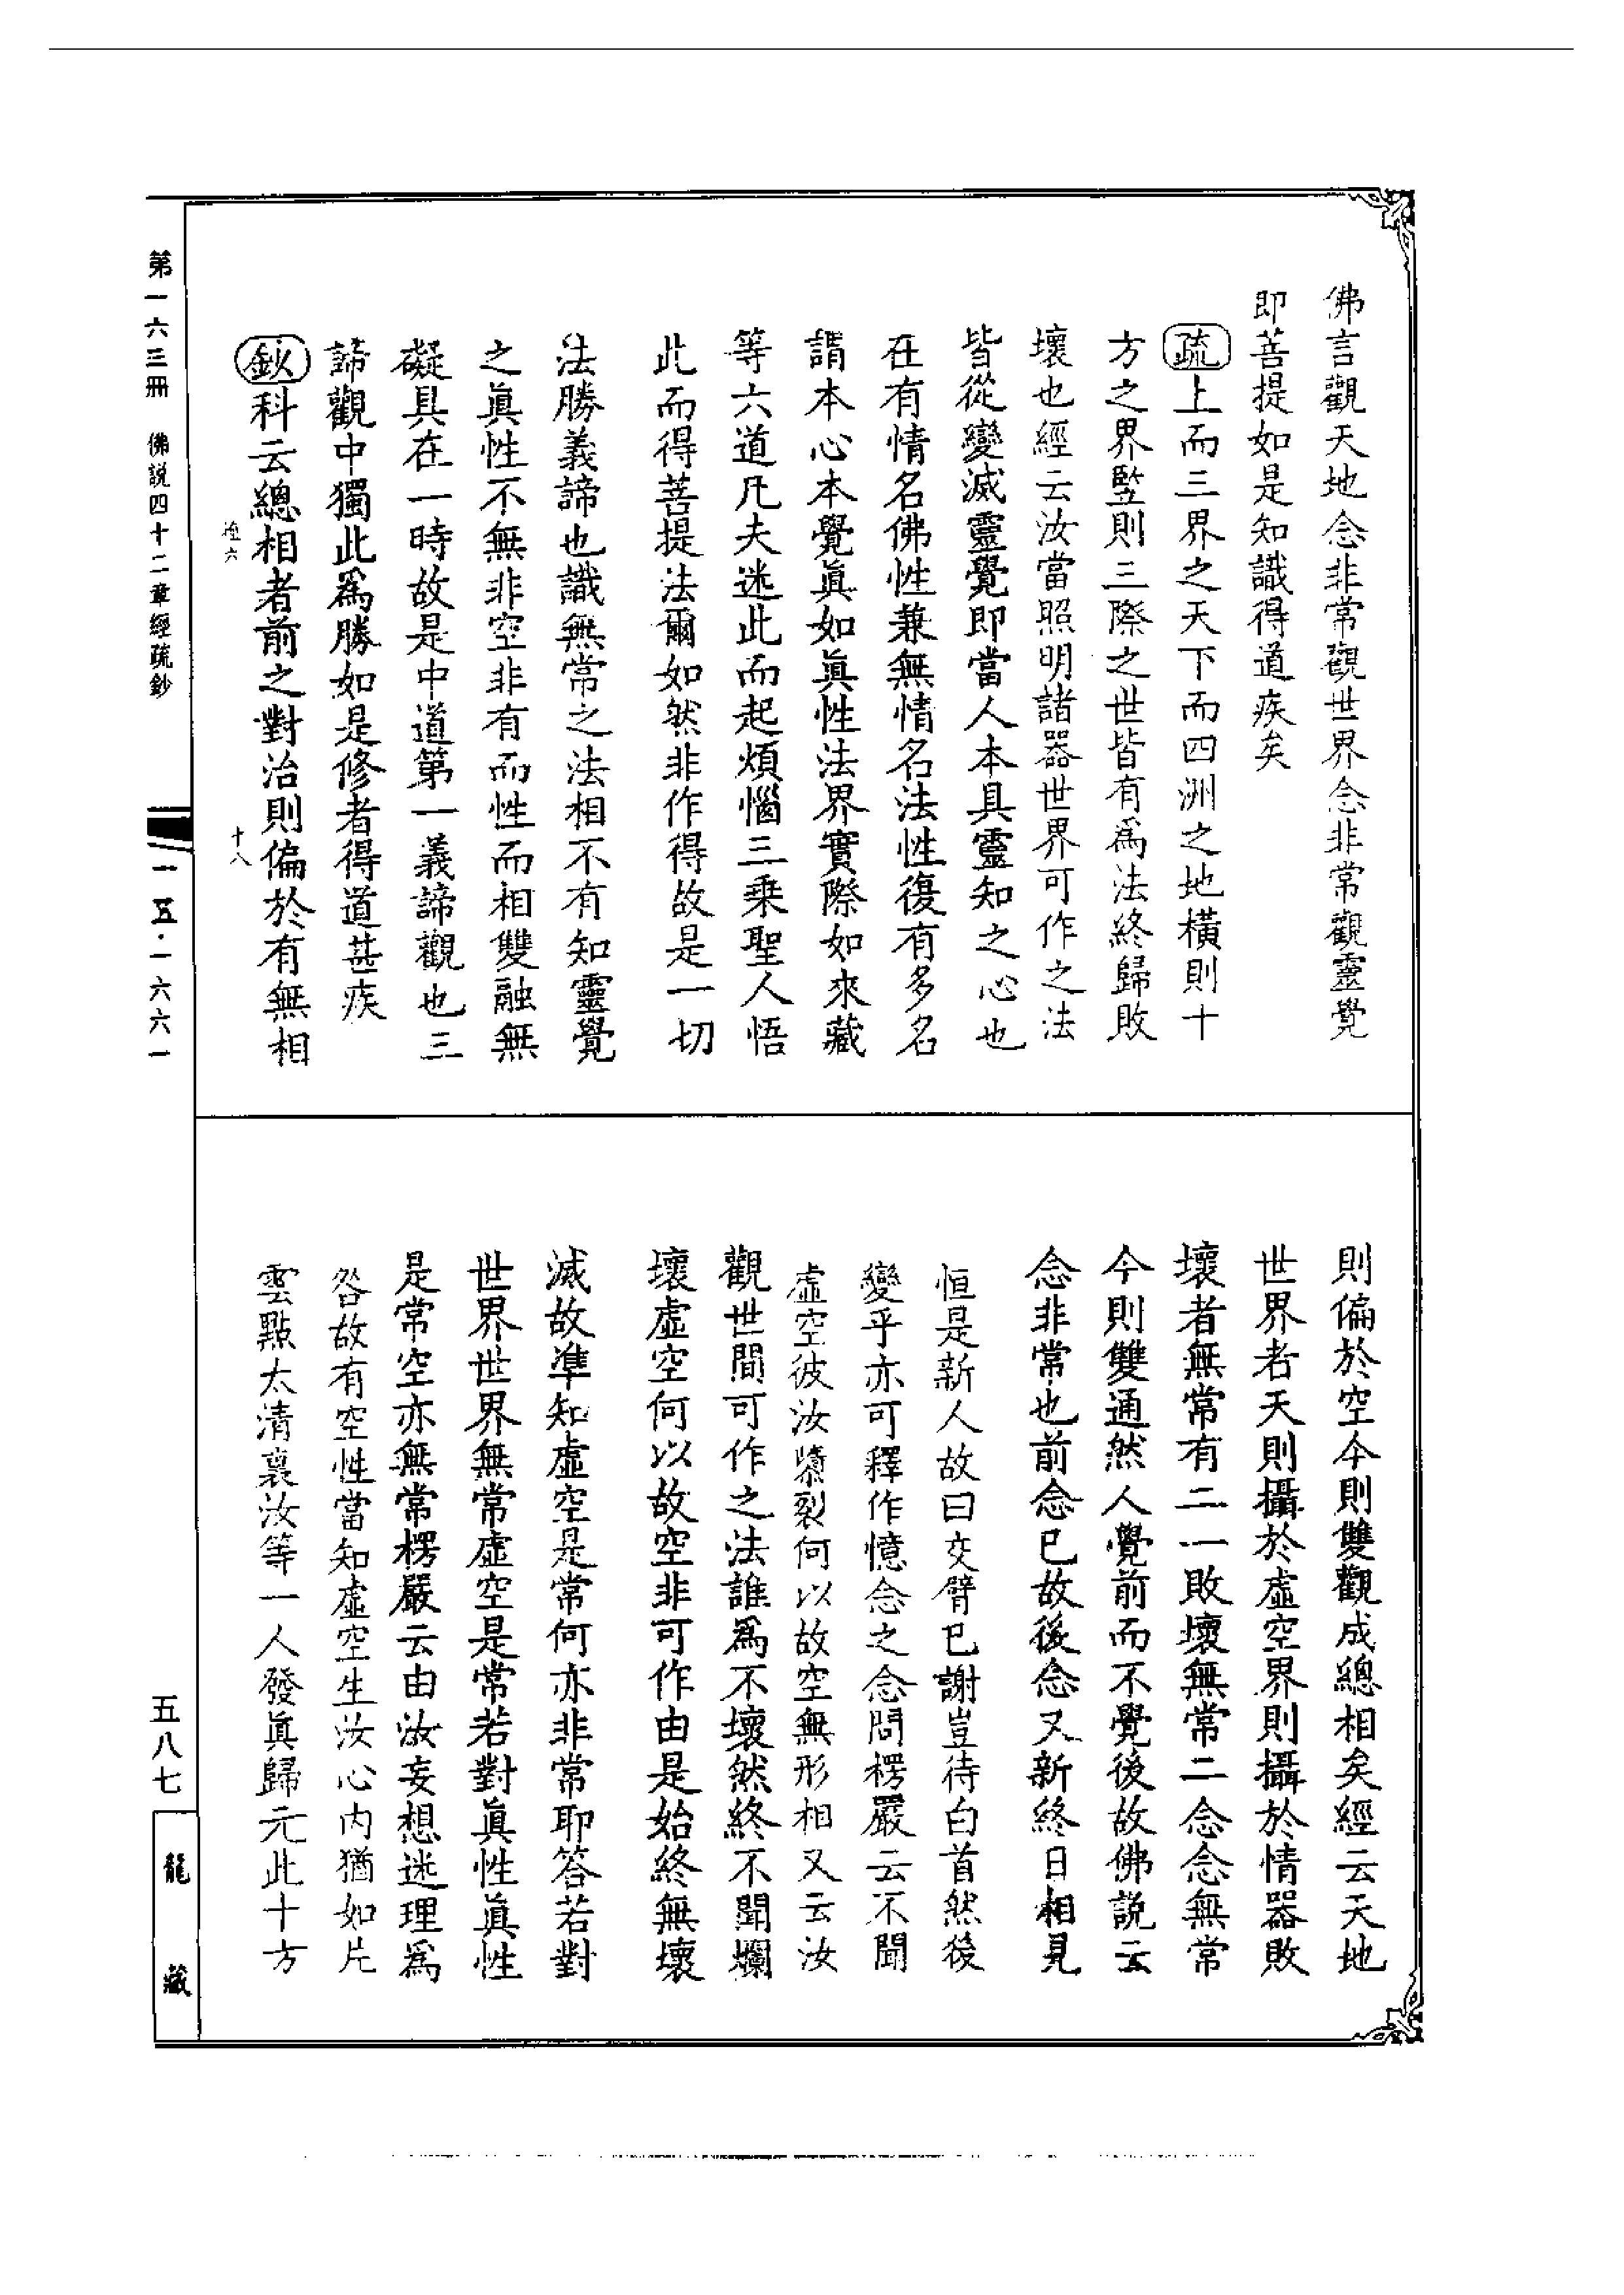 佛言觀天地念非常觀世界念非常觀靈覺
即菩提如是知識得道疾矣
疏上而三界之天下而四洲之地橫則十
方之界豎則三際之世皆有爲法終歸敗
壞也經云汝當照明諸器世界可作之法
皆從變滅靈覺即當人本具靈知之心也
在有情名佛性兼無情名法性復有多名
謂本心本覺眞如眞性法界實際如來藏
等六道凡夫迷此而起煩惱三乘聖人悟
此而得菩提法爾如然非作得故是一切
法勝義諦也識無常之法相不有知靈覺
之眞性不無非空非有而性而相雙融無
礙具在一時故是中道第一義諦觀也三
諦觀中獨此爲勝如是修者得道甚疾
鈔科云總相者前之對治則偏於有無相
十八
則偏於空今則雙觀成總相矣經云天地
世界者天則攝於虛空界則攝於情器敗
壞者無常有二一敗壞無常二念念無常
今則雙通然人覺前而不覺後故佛說云
念非常也前念已故後念又新終日相見
恒是新人故曰交臂已謝豈待白首然後
變乎亦可釋作憶念之念問楞嚴云不聞
虛空彼汝隳裂何以故空無形相又云汝
觀世間可作之法誰爲不壞然終不聞爛
壞虛空何以故空非可作由是始終無壞
滅故準知虛空是常何亦非常耶答若對
世界世界無常虛空是常若對眞性眞性
是常空亦無常楞嚴云由汝妄想迷理爲
咎故有空性當知虛空生汝心內猶如片
雲點太清裏汝等一人發眞歸元此十方
第一六三冊 佛説四十二章經疏鈔
一五·一六六一
五八七
龍藏